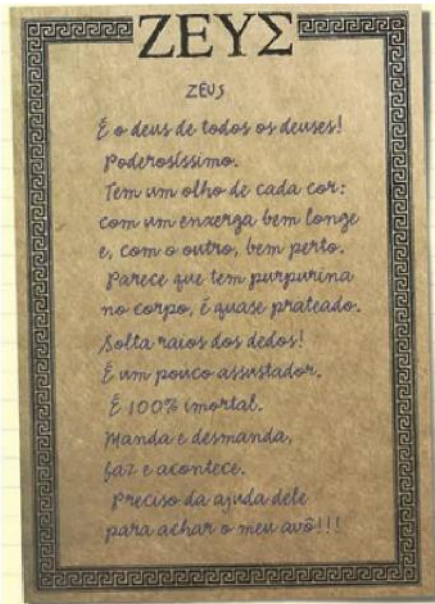 ΖΕΥΣ
ZEUS
É o deus de todos os deuses!
Poderosíssimo.
Tem um olho de cada cor:
com um enxerga bem longe
e, com o outro, bem perto.
Parece que tem purpurina
no corpo, é quase prateado.
Solta raios dos dedos!
É um pouco assustador.
É 100% imortal.
Manda e desmanda,
faz e acontece.
Preciso da ajuda dele
para achar o meu avô!!!